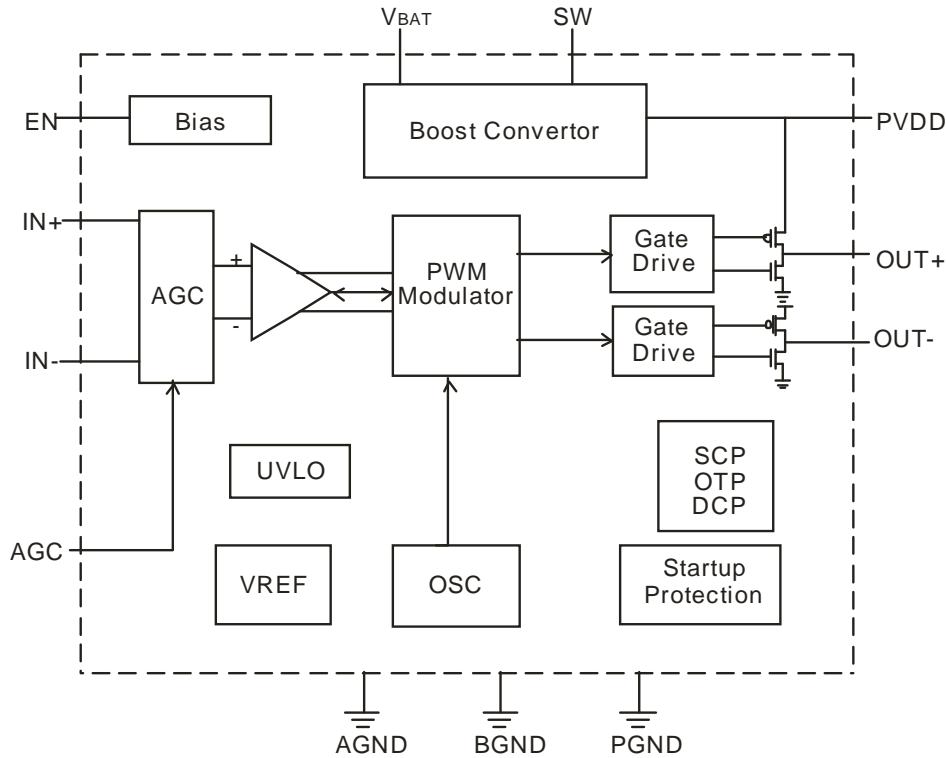 VBAT
SW
EN
Bias
Boost Convertor
PVDD
IN+
AGC
+
-
PWM
Modulator
Gate
Drive
OUT+
Gate
Drive
OUT-
IN-
UVLO
SCP
OTP
DCP
AGC
VREF
OSC
Startup
Protection
AGND
BGND
PGND